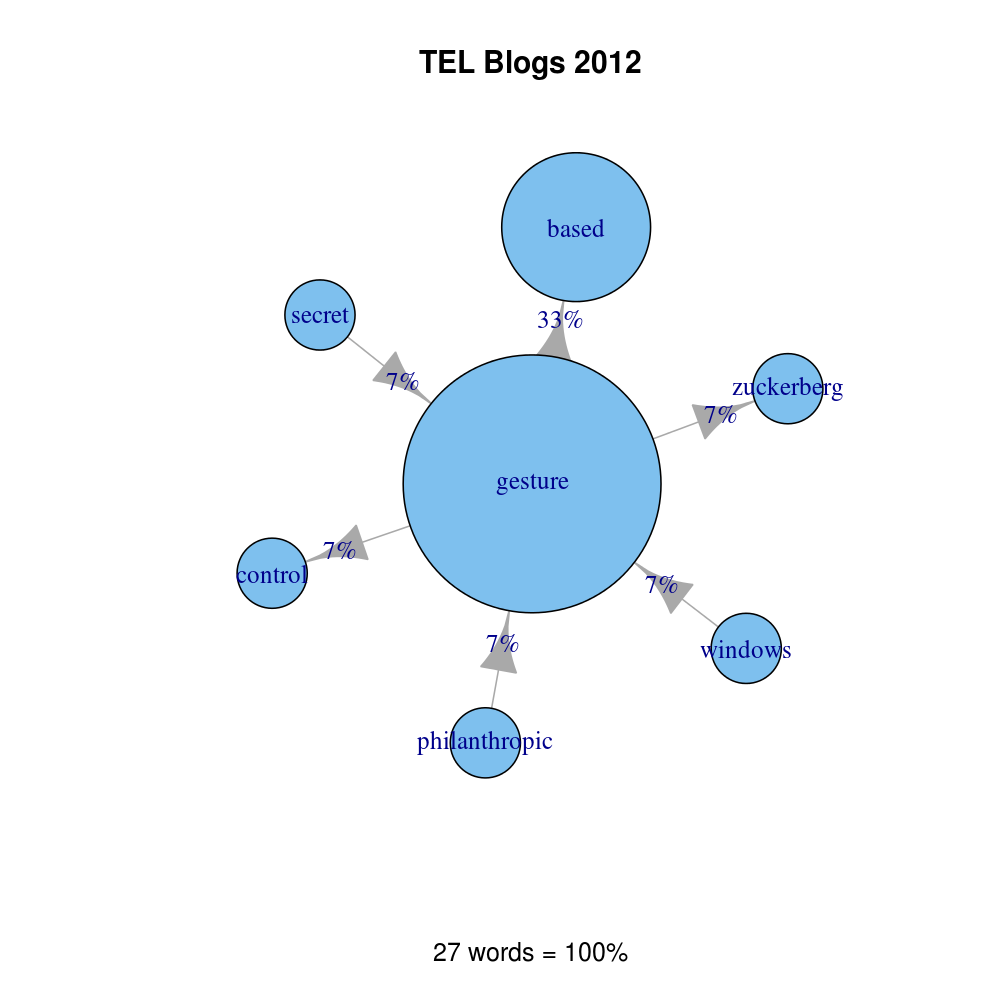 TEL Blogs 2012
based
secret
33%
7%
zuckerberg
7%
gesture
7%
control
7%
windows
7%
philanthropic
27 words = 100%